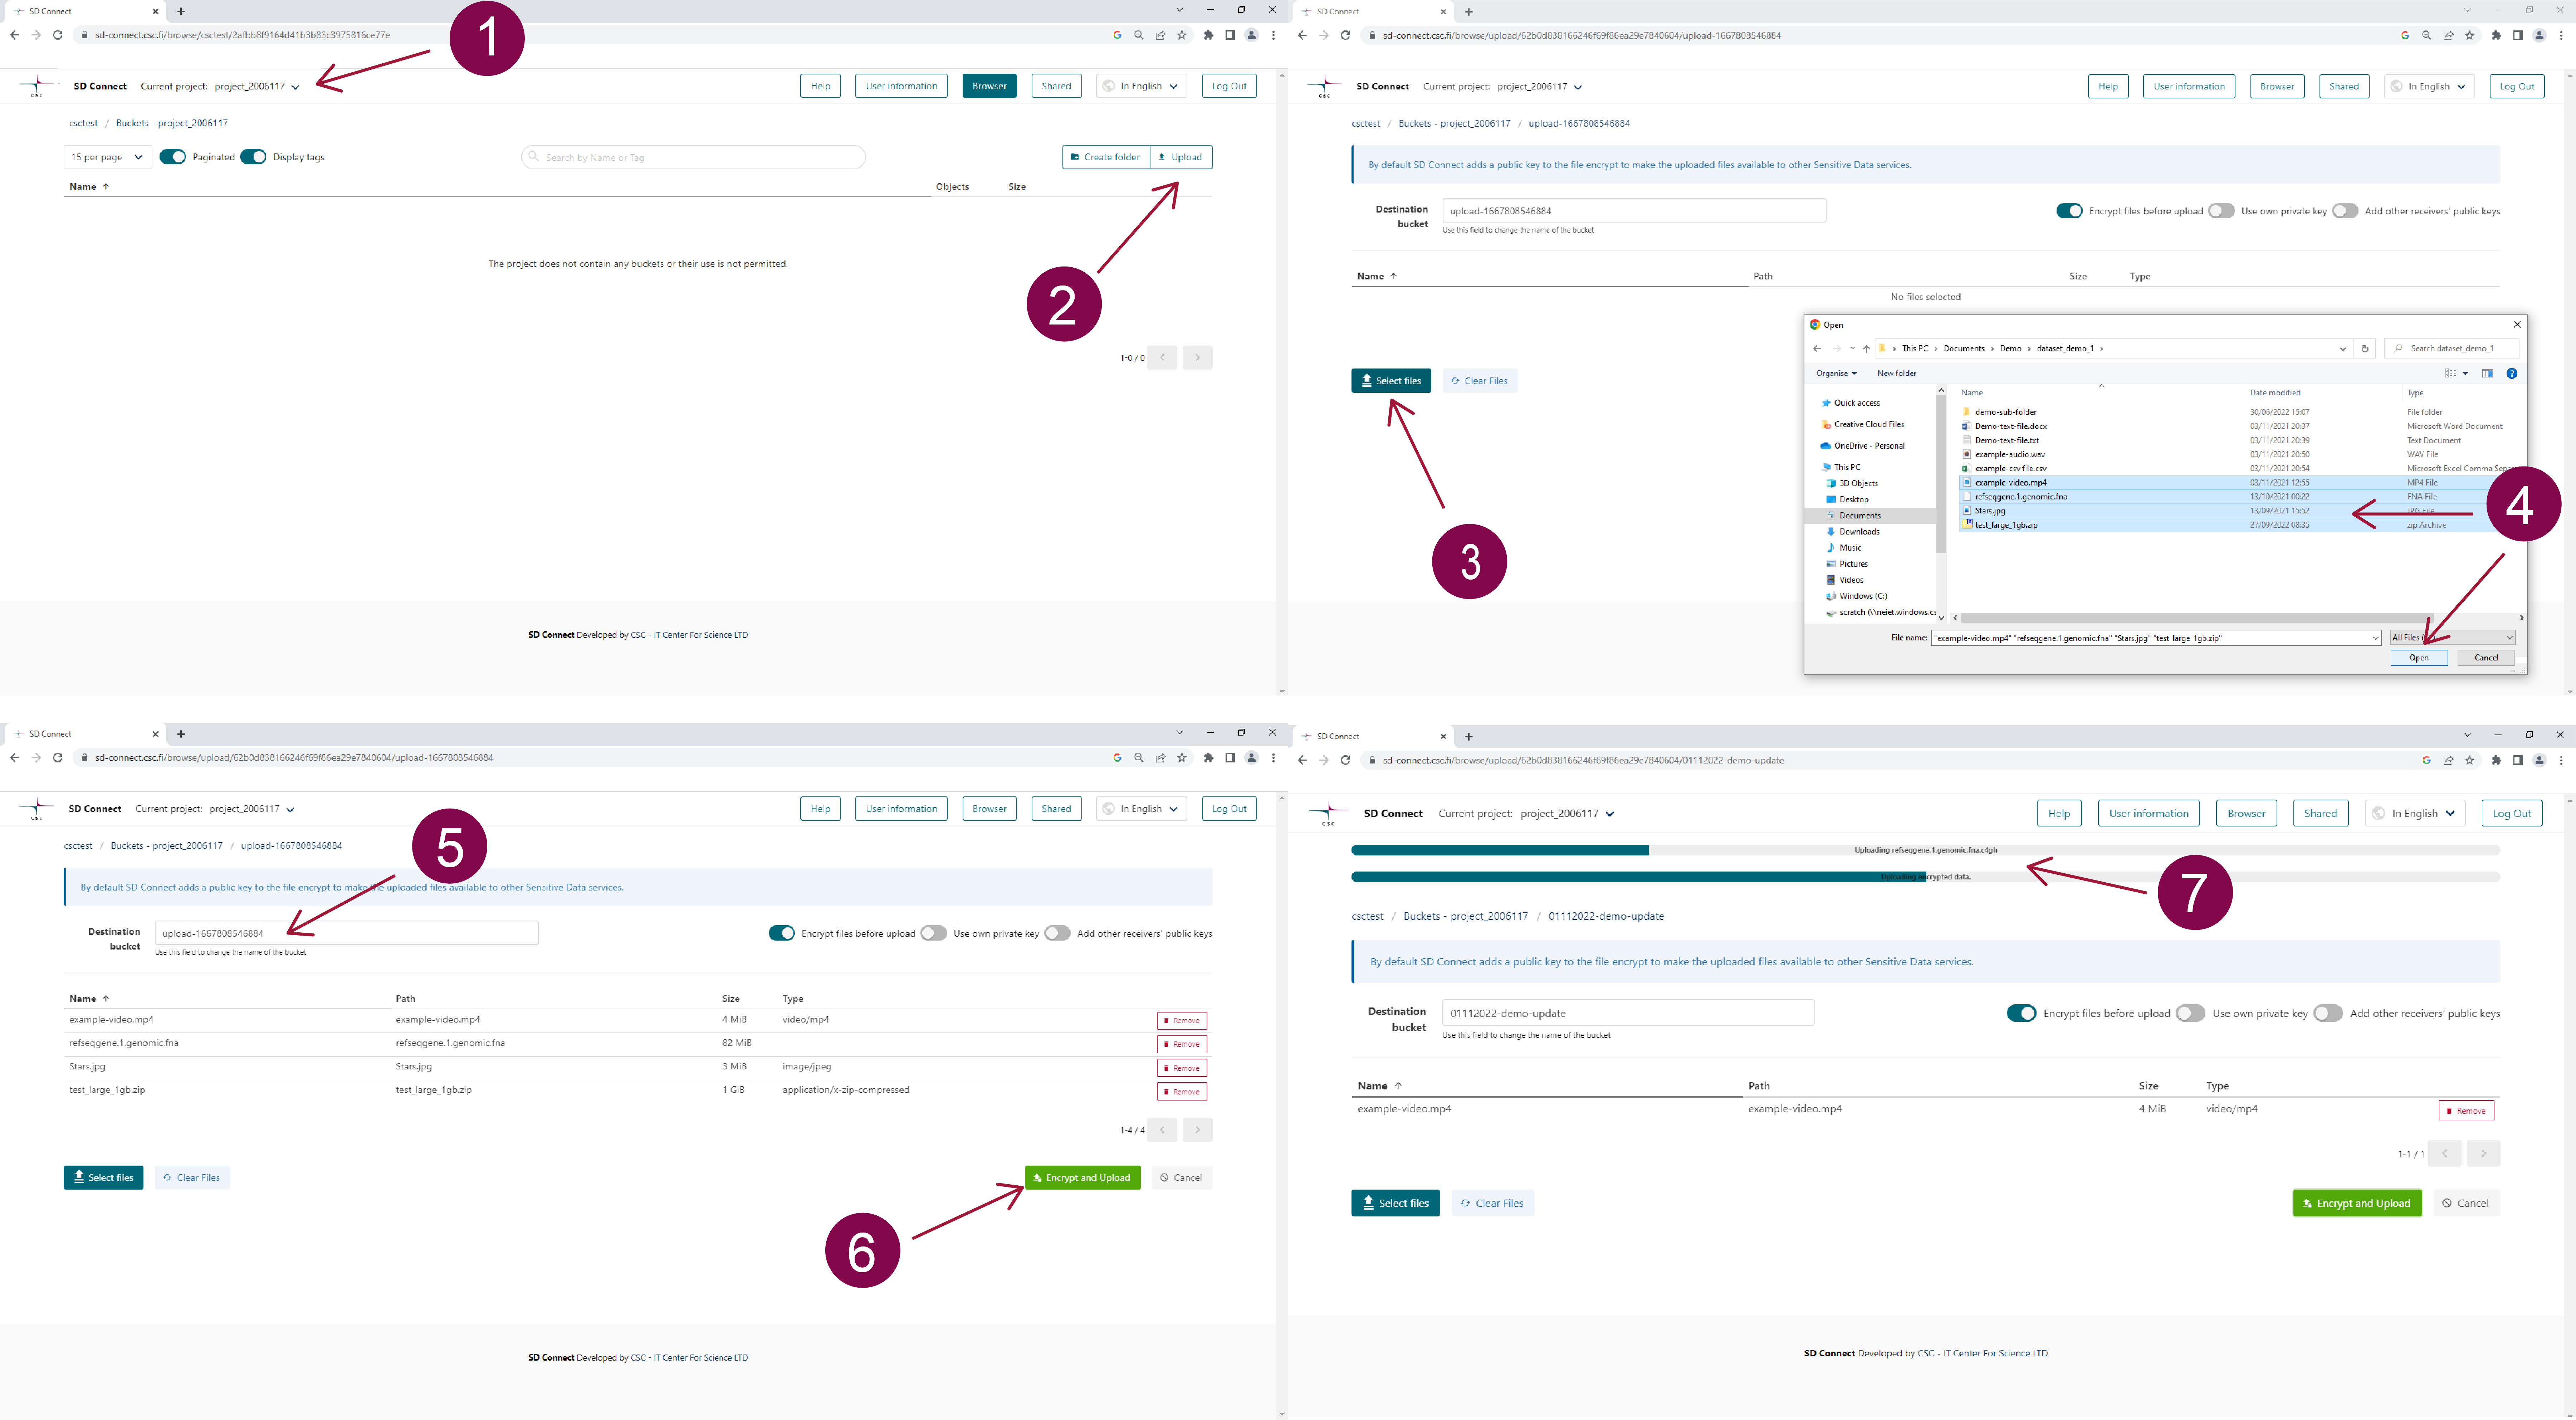 SD Connect
sd-connect.csc.fi/browse/csctest/2afbb8f9164d41b3b83c3975816ce77e
1
CSC
SD Connect Current project: project_2006117
Help User information Browser Shared In English Log Out
csctest / Buckets - project_2006117
15 per page Paginated Display tags
Search by Name or Tag
Create folder Upload
Name Objects Size
The project does not contain any buckets or their use is not permitted.
2
1-0 / 0
SD Connect Developed by CSC - IT Center For Science LTD
SD Connect
sd-connect.csc.fi/browse/upload/62b0d838166246f69f86ea29e7840604/upload-1667808546884
CSC
SD Connect Current project: project_2006117
Help User information Browser Shared In English Log Out
csctest / Buckets - project_2006117 / upload-1667808546884
By default SD Connect adds a public key to the file encrypt to make the uploaded files available to other Sensitive Data services.
Destination bucket
upload-1667808546884
Use this field to change the name of the bucket
Encrypt files before upload Use own private key Add other receivers' public keys
Name Path Size Type
No files selected
Select files Clear Files
3
Open
This PC > Documents > Demo > dataset_demo_1 >
Search dataset_demo_1
Organise New folder
Quick access
Creative Cloud Files
OneDrive - Personal
This PC
3D Objects
Desktop
Documents
Downloads
Music
Pictures
Videos
Windows (C:)
scratch (\\neiet.windows.cs
Name Date modified Type
demo-sub-folder 30/06/2022 15:07 File folder
Demo-text-file.docx 03/11/2021 20:37 Microsoft Word Document
Demo-text-file.txt 03/11/2021 20:39 Text Document
example-audio.wav 03/11/2021 20:50 WAV File
example-csv file.csv 03/11/2021 20:54 Microsoft Excel Comma
example-video.mp4 03/11/2021 12:55 MP4 File
refseqgene.1.genomic.fna 13/10/2021 00:22 FNA File
Stars.jpg 13/09/2021 15:52 JPG File
test_large_1gb.zip 27/09/2022 08:35 zip Archive
4
File name: "example-video.mp4" "refseqgene.1.genomic.fna" "Stars.jpg" "test_large_1gb.zip"
All Files
Open Cancel
SD Connect
sd-connect.csc.fi/browse/upload/62b0d838166246f69f86ea29e7840604/upload-1667808546884
CSC
SD Connect Current project: project_2006117
Help User information Browser Shared In English Log Out
csctest / Buckets - project_2006117 / upload-1667808546884
5
By default SD Connect adds a public key to the file encrypt to make the uploaded files available to other Sensitive Data services.
Destination bucket
upload-1667808546884
Use this field to change the name of the bucket
Encrypt files before upload Use own private key Add other receivers' public keys
Name Path Size Type
example-video.mp4 example-video.mp4 4 MiB video/mp4 Remove
refseqgene.1.genomic.fna refseqgene.1.genomic.fna 82 MiB Remove
Stars.jpg Stars.jpg 3 MiB image/jpeg Remove
test_large_1gb.zip test_large_1gb.zip 1 GiB application/x-zip-compressed Remove
1-4 / 4
Select files Clear Files
Encrypt and Upload Cancel
6
SD Connect Developed by CSC - IT Center For Science LTD
SD Connect
sd-connect.csc.fi/browse/upload/62b0d838166246f69f86ea29e7840604/01112022-demo-update
CSC
SD Connect Current project: project_2006117
Help User information Browser Shared In English Log Out
Uploading refseqgene.1.genomic.fna.c4gh
Uploading encrypted data.
7
csctest / Buckets - project_2006117 / 01112022-demo-update
By default SD Connect adds a public key to the file encrypt to make the uploaded files available to other Sensitive Data services.
Destination bucket
01112022-demo-update
Use this field to change the name of the bucket
Encrypt files before upload Use own private key Add other receivers' public keys
Name Path Size Type
example-video.mp4 example-video.mp4 4 MiB video/mp4 Remove
1-1 / 1
Select files Clear Files
Encrypt and Upload Cancel
SD Connect Developed by CSC - IT Center For Science LTD